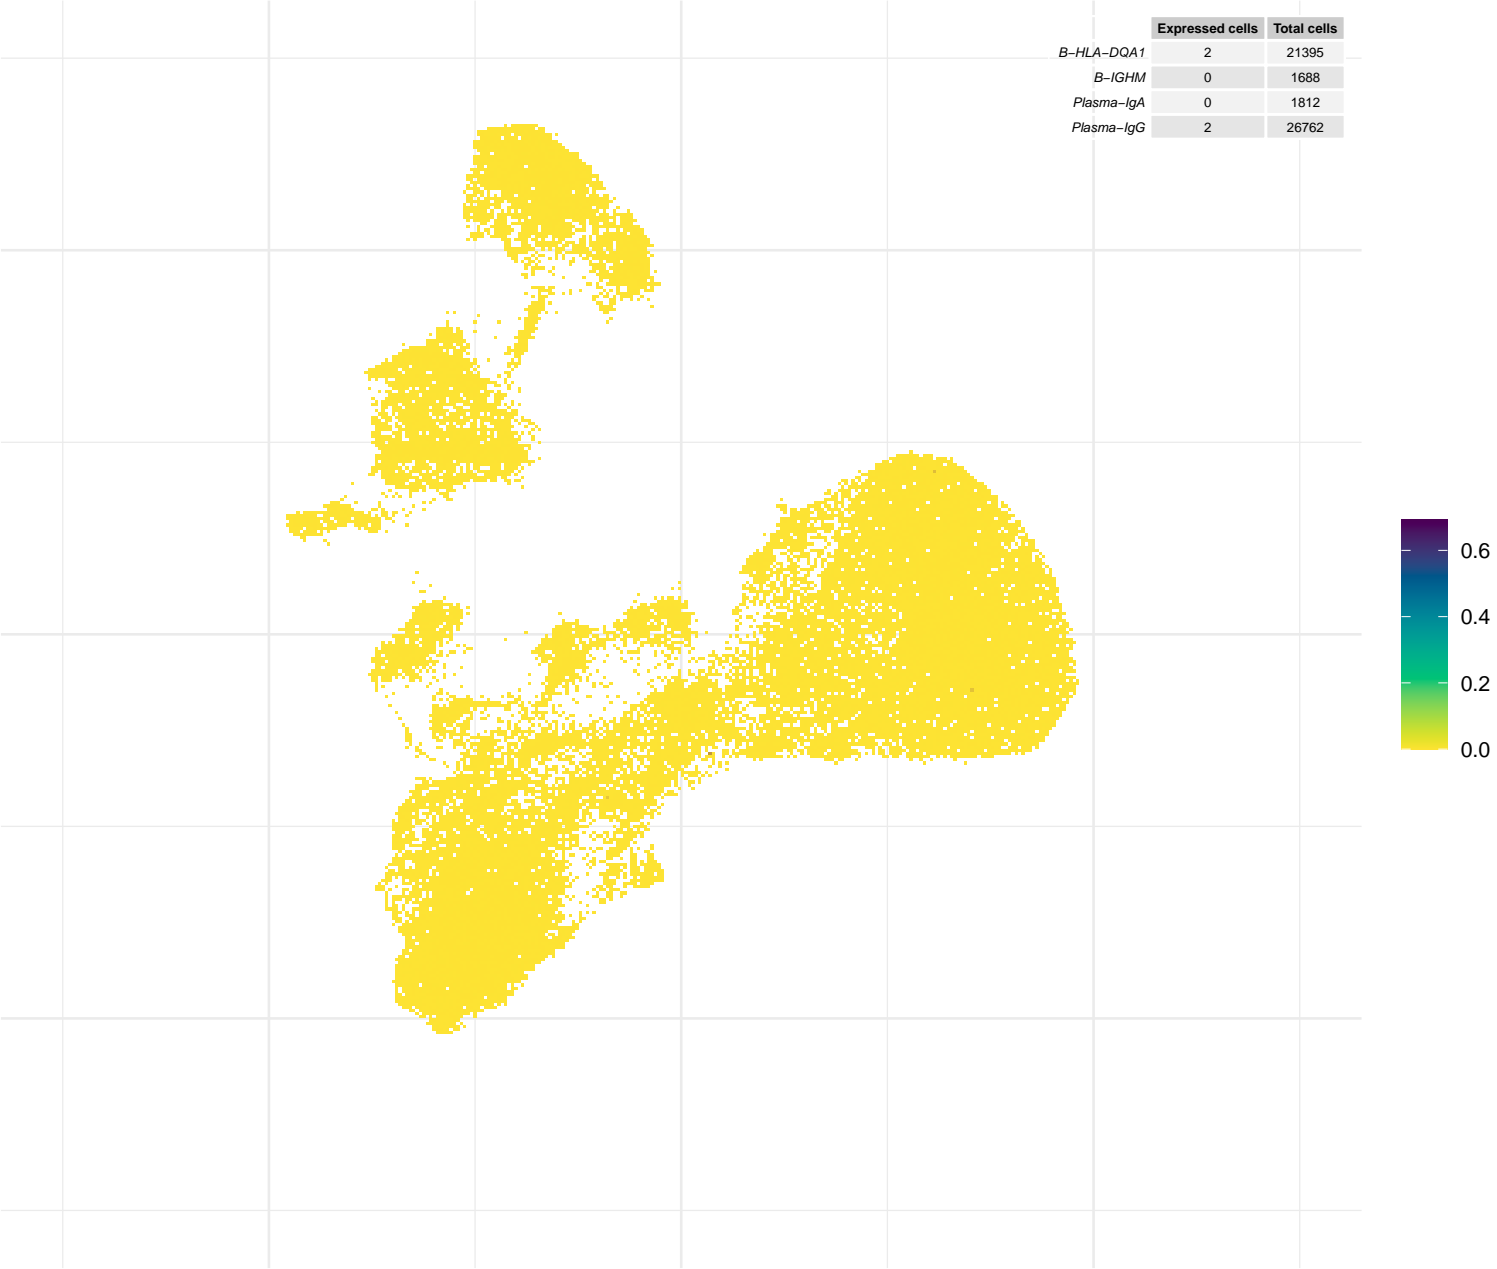 Expressed cells Total cells
B−HLA−DQA1 2 21395
B−IGHM 0 1688
Plasma−IgA 0 1812
Plasma−IgG 2 26762
0.6
0.4
0.2
0.0